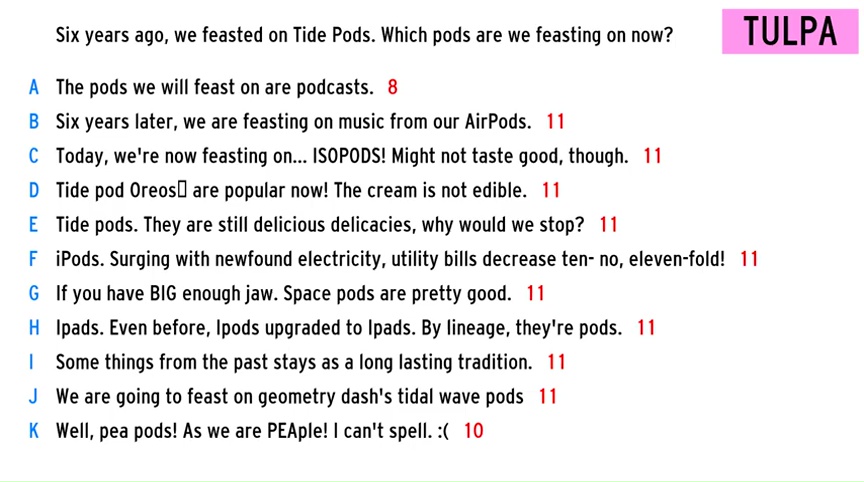 Six years ago, we feasted on Tide Pods. Which pods are we feasting on now?
TULPA
A The pods we will feast on are podcasts. 8
B Six years later, we are feasting on music from our AirPods. 11
C Today, we're now feasting on... ISOPODS! Might not taste good, though. 11
D Tide pod Oreos▯ are popular now! The cream is not edible. 11
E Tide pods. They are still delicious delicacies, why would we stop? 11
F iPods. Surging with newfound electricity, utility bills decrease ten- no, eleven-fold! 11
G If you have BIG enough jaw. Space pods are pretty good. 11
H Ipads. Even before, Ipods upgraded to Ipads. By lineage, they're pods. 11
I Some things from the past stays as a long lasting tradition. 11
J We are going to feast on geometry dash's tidal wave pods 11
K Well, pea pods! As we are PEAple! I can't spell. :( 10